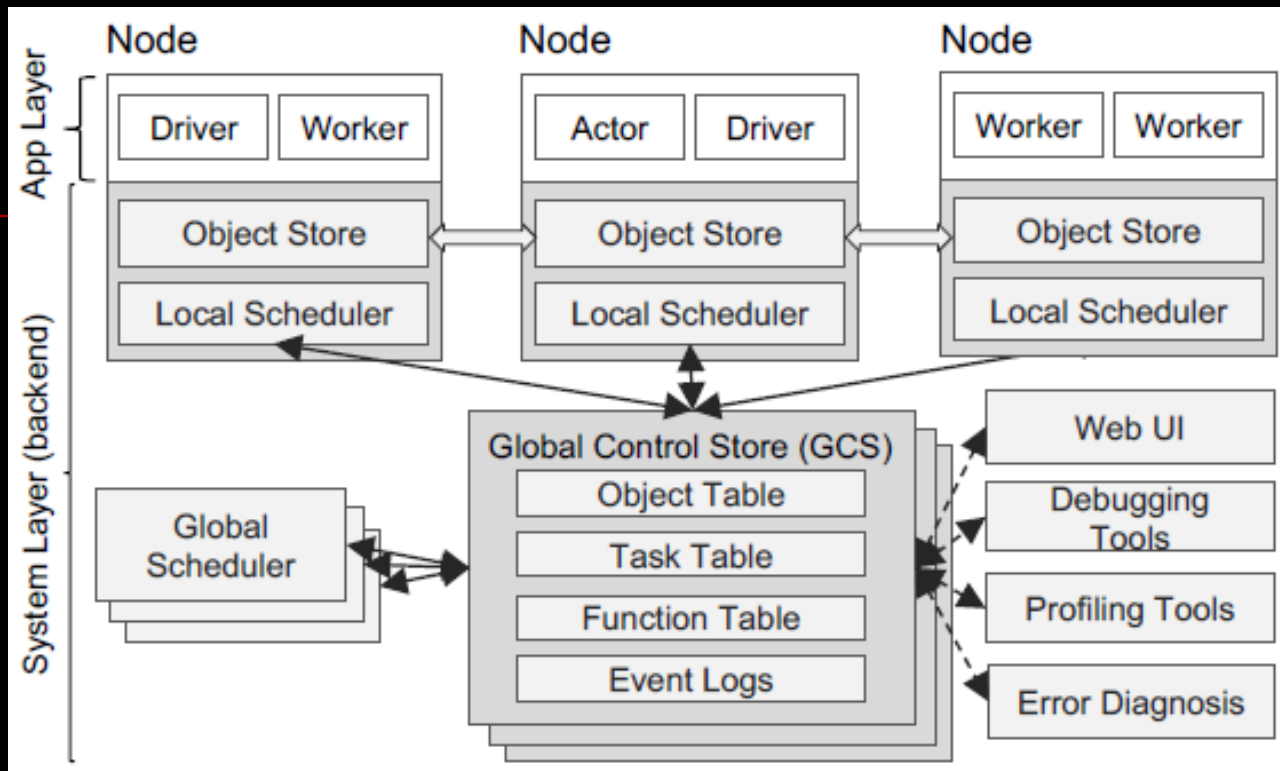 Node
Node
Node
App Layer
Driver
Worker
Actor
Driver
Worker
Worker
Object Store
Object Store
Object Store
Local Scheduler
Local Scheduler
Local Scheduler
System Layer (backend)
Global Control Store (GCS)
Object Table
Task Table
Function Table
Event Logs
Global
Scheduler
Web UI
Debugging
Tools
Profiling Tools
Error Diagnosis